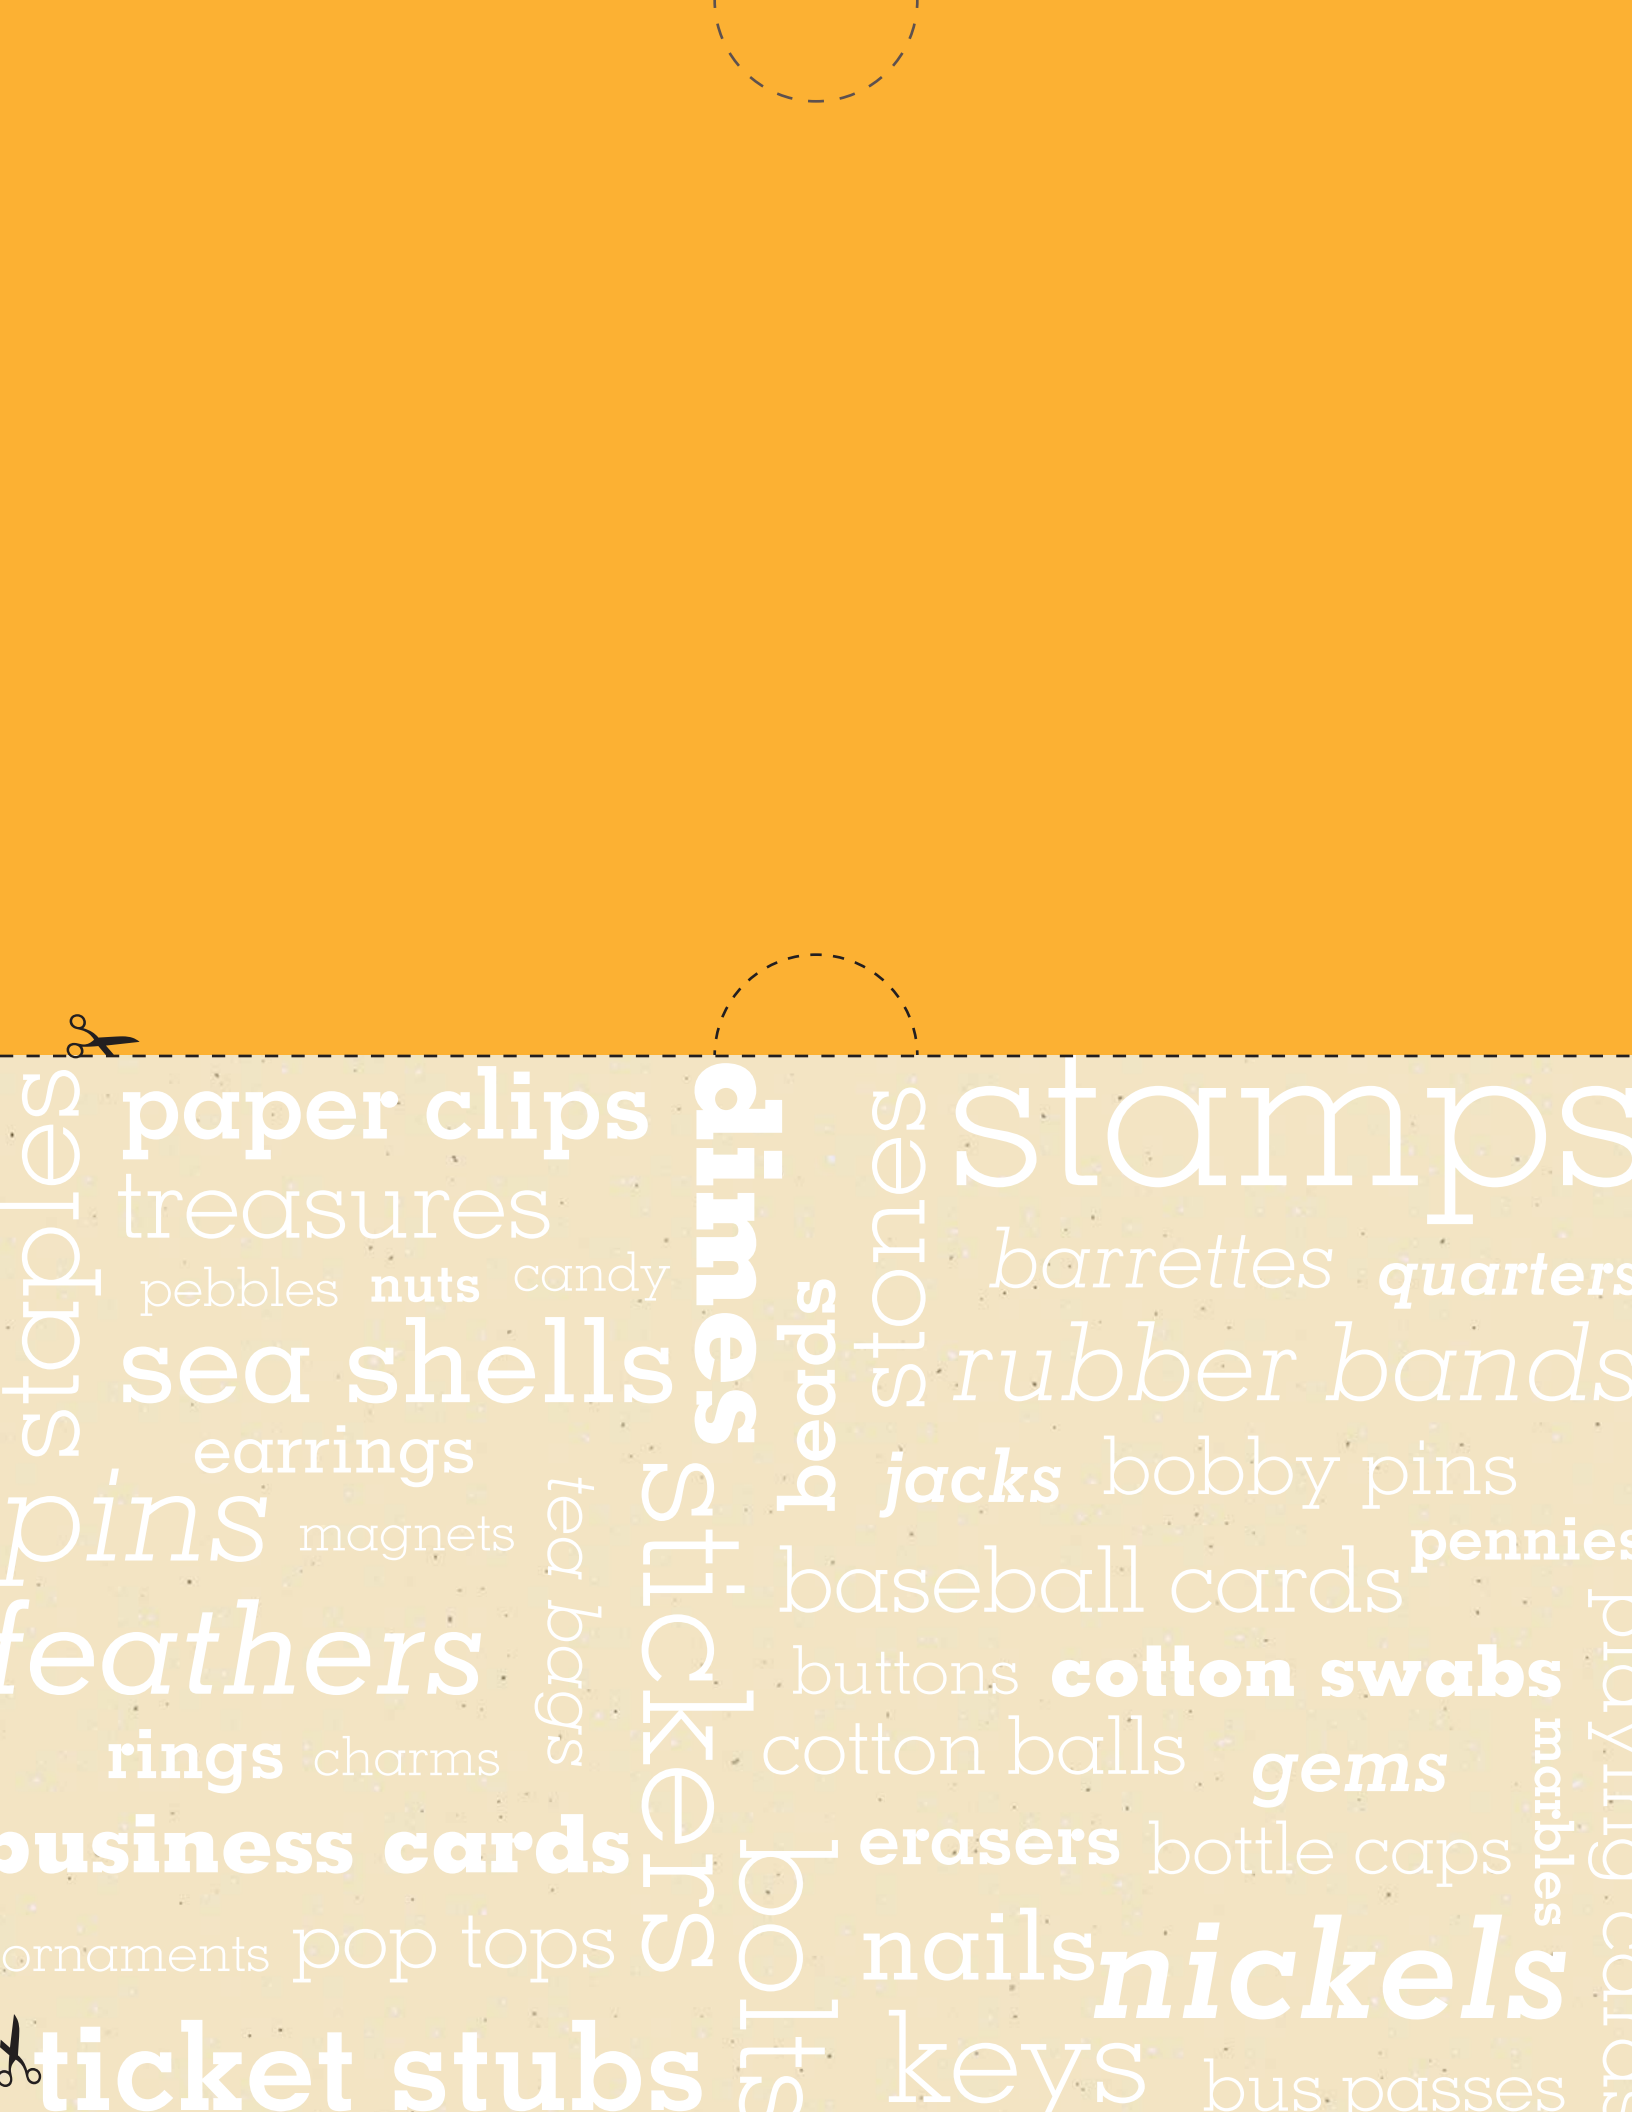 staples
paper clips
dimes
stones
stamps
treasures
barrettes
quarters
pebbles
nuts
candy
beads
sea shells
rubber bands
earrings
jacks
bobby pins
pins
magnets
tea bags
stickers
pennies
baseball cards
feathers
buttons
cotton swabs
playing cards
rings
charms
cotton balls
gems
marbles
business cards
erasers
bottle caps
bolts
ornaments
pop tops
nails
nickels
ticket stubs
keys
bus passes